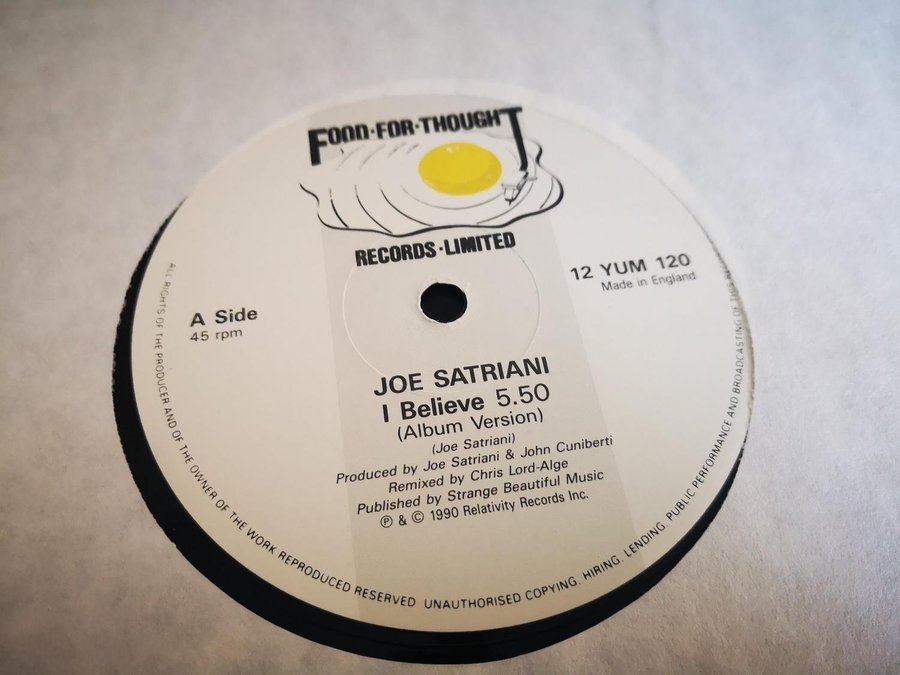 FOOD·FOR·THOUGHT
RECORDS·LIMITED
A Side
45 rpm
12 YUM 120
Made in England
JOE SATRIANI
I Believe 5.50
(Album Version)
(Joe Satriani)
Produced by Joe Satriani & John Cuniberti
Remixed by Chris Lord-Alge
Published by Strange Beautiful Music
℗ & © 1990 Relativity Records Inc.
ALL RIGHTS OF THE PRODUCER AND OF THE OWNER OF THE WORK REPRODUCED RESERVED UNAUTHORISED COPYING, HIRING, LENDING, PUBLIC PERFORMANCE AND BROADCASTING OF THIS